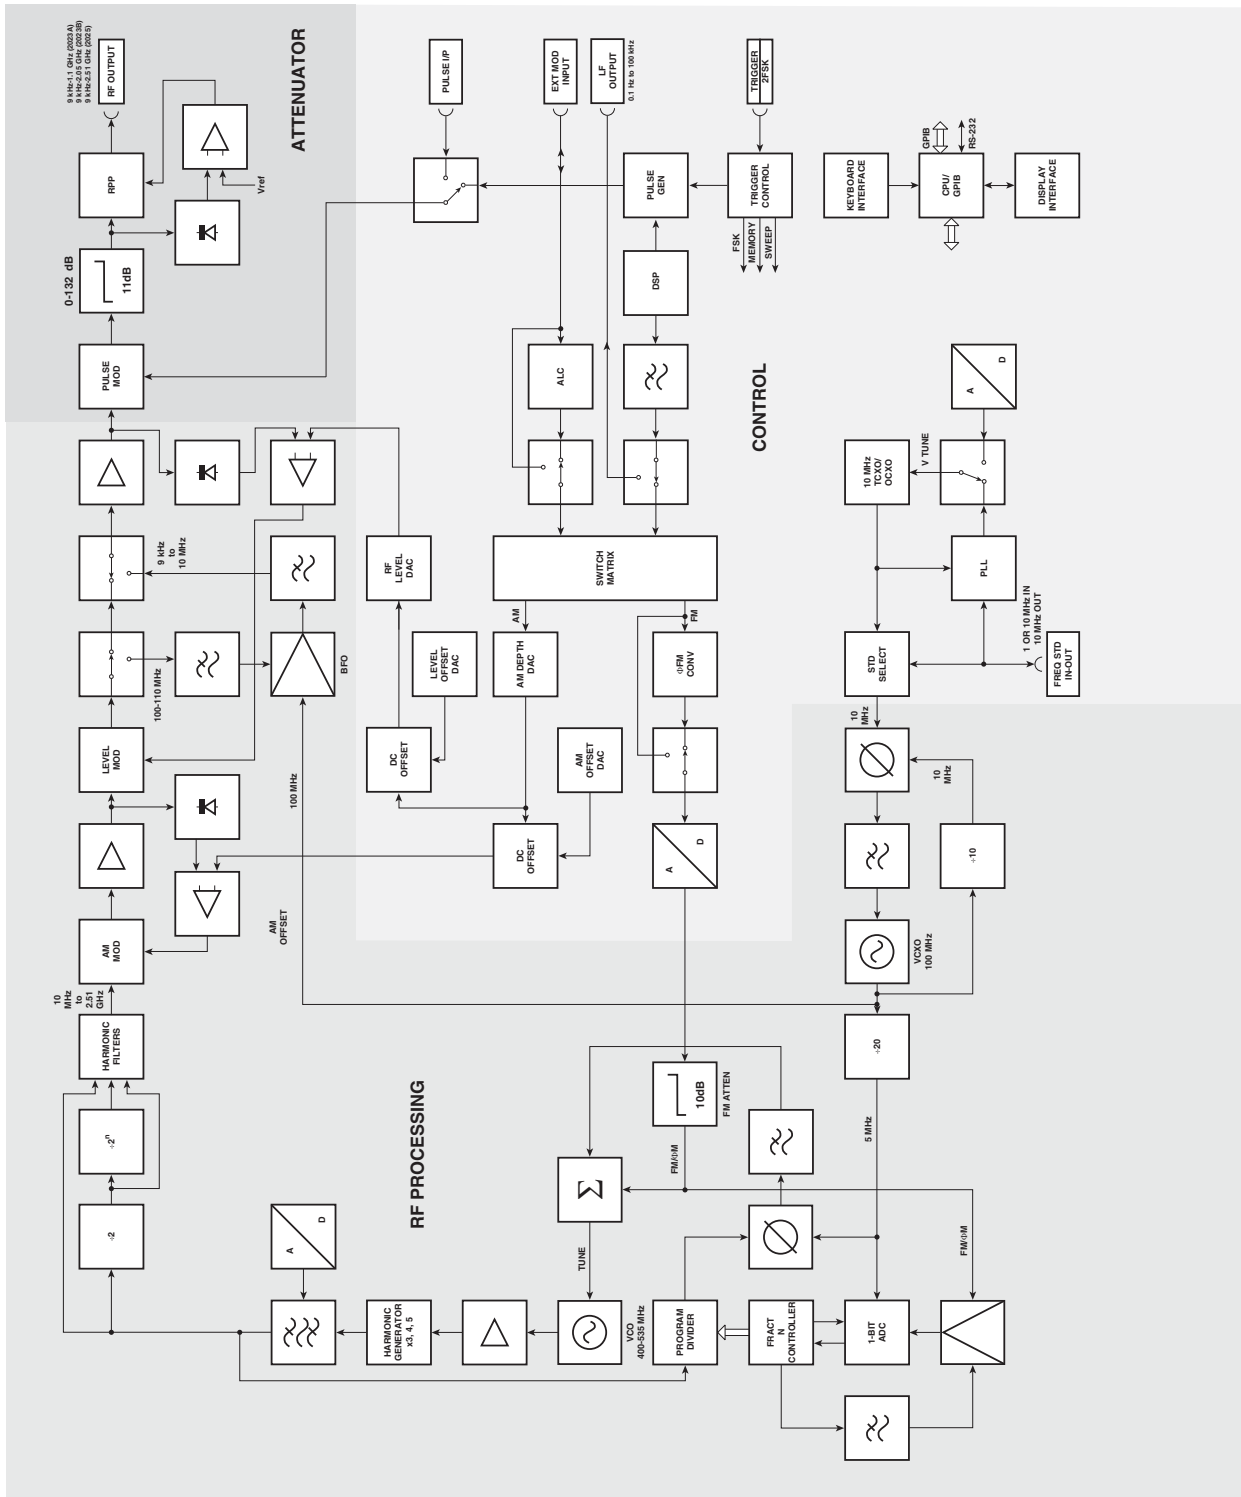 9 kHz-1.1 GHz (2023A)
9 kHz-2.05 GHz (2023B)
9 kHz-2.51 GHz (2025)
RF OUTPUT
ATTENUATOR
RPP
Vref
0-132 dB
11dB
PULSE
MOD
PULSE I/P
EXT MOD
INPUT
LF
OUTPUT
0.1 Hz to 100 kHz
TRIGGER
2FSK
PULSE
GEN
TRIGGER
CONTROL
FSK
MEMORY
SWEEP
KEYBOARD
INTERFACE
GPIB
RS-232
CPU/
GPIB
DISPLAY
INTERFACE
DSP
ALC
CONTROL
A
D
10 MHz
TCXO/
OCXO
V TUNE
9 kHz
to
10 MHz
RF
LEVEL
DAC
SWITCH
MATRIX
PLL
1 OR 10 MHz IN
10 MHz OUT
FREQ STD
IN-OUT
STD
SELECT
100-110 MHz
BFO
LEVEL
OFFSET
DAC
AM
AM DEPTH
DAC
FM
ΦFM
CONV
LEVEL
MOD
100 MHz
DC
OFFSET
AM
OFFSET
DAC
10
MHz
10
MHz
DC
OFFSET
A
D
÷10
AM
MOD
AM
OFFSET
VCXO
100 MHz
10
MHz
to
2.51
GHz
HARMONIC
FILTERS
÷20
RF PROCESSING
10dB
FM ATTEN
5 MHz
÷2ⁿ
FM/ΦM
Σ
÷2
A
D
TUNE
FM/ΦM
HARMONIC
GENERATOR
x3, 4, 5
VCO
400-535 MHz
PROGRAM
DIVIDER
FRACT
N
CONTROLLER
1-BIT
ADC